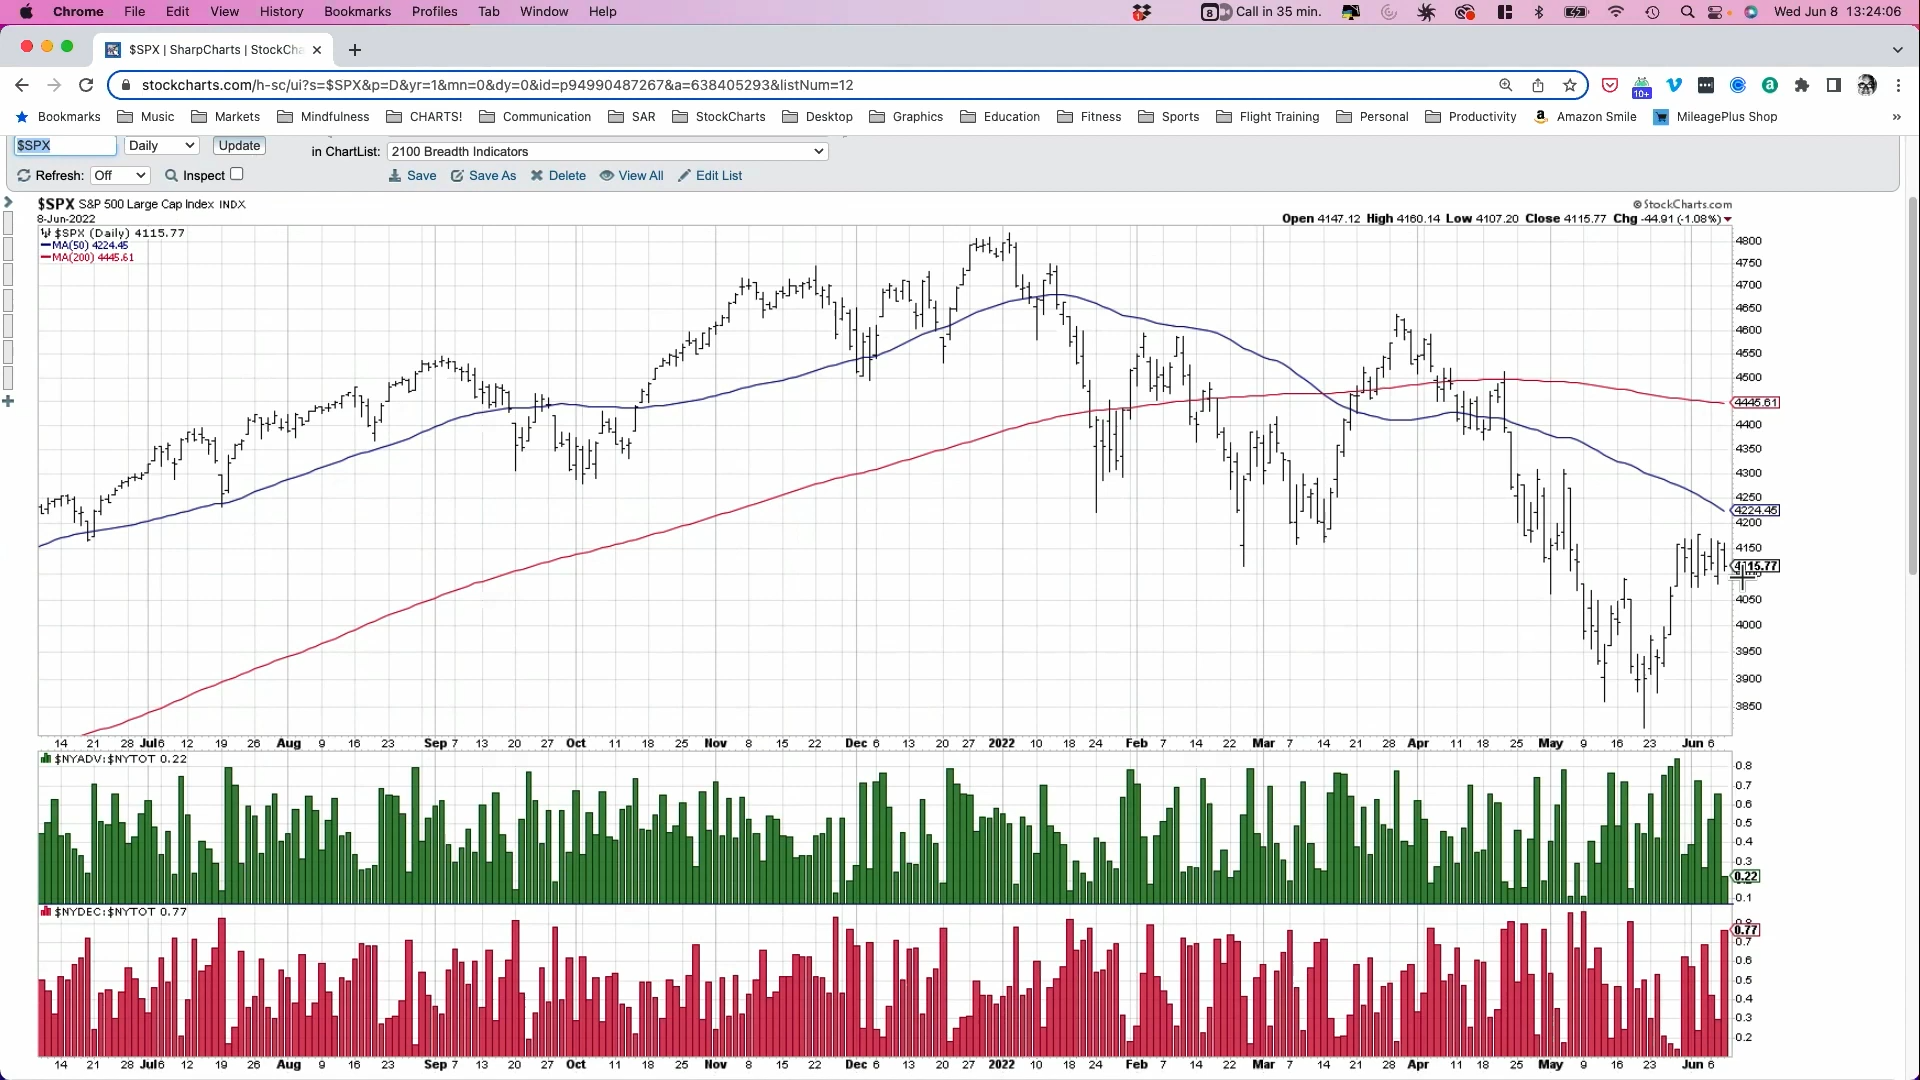 Chrome File Edit View History Bookmarks Profiles Tab Window Help 8 Call in 35 min. Wed Jun 8 13:24:06
$SPX | SharpCharts | StockCha
stockcharts.com/h-sc/ui?s=$SPX&p=D&yr=1&mn=0&dy=0&id=p94990487267&a=638405293&listNum=12 10+
Bookmarks Music Markets Mindfulness CHARTS! Communication SAR StockCharts Desktop Graphics Education Fitness Sports Flight Training Personal Productivity Amazon Smile MileagePlus Shop »
$SPX Daily Update in ChartList: 2100 Breadth Indicators
Refresh: Off Inspect Save Save As Delete View All Edit List
$SPX S&P 500 Large Cap Index INDX ©StockCharts.com
8-Jun-2022 Open 4147.12 High 4160.14 Low 4107.20 Close 4115.77 Chg -44.91 (-1.08%)
$SPX (Daily) 4115.77
MA(50) 4224.45
MA(200) 4445.61
4800
4750
4700
4650
4600
4550
4500
4445.61
4400
4350
4300
4250
4224.45
4200
4150
4115.77
4050
4000
3950
3900
3850
14 21 28 Jul6 12 19 26 Aug 9 16 23 Sep 7 13 20 27 Oct 11 18 25 Nov 8 15 22 Dec 6 13 20 27 2022 10 18 24 Feb 7 14 22 Mar 7 14 21 28 Apr 11 18 25 May 9 16 23 Jun 6
$NYADV:$NYTOT 0.22
0.8
0.7
0.6
0.5
0.4
0.3
0.22
0.1
$NYDEC:$NYTOT 0.77
0.77
0.7
0.6
0.5
0.4
0.3
0.2
14 21 28 Jul6 12 19 26 Aug 9 16 23 Sep 7 13 20 27 Oct 11 18 25 Nov 8 15 22 Dec 6 13 20 27 2022 10 18 24 Feb 7 14 22 Mar 7 14 21 28 Apr 11 18 25 May 9 16 23 Jun 6